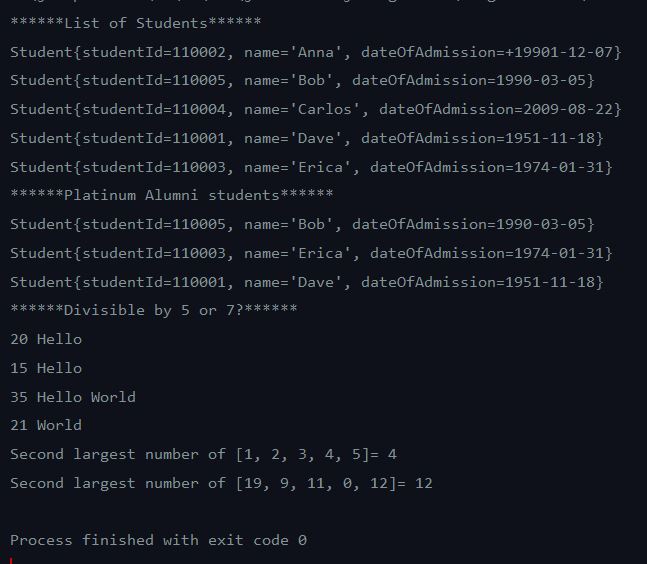 ******List of Students******
Student{studentId=110002, name='Anna', dateOfAdmission=+19901-12-07}
Student{studentId=110005, name='Bob', dateOfAdmission=1990-03-05}
Student{studentId=110004, name='Carlos', dateOfAdmission=2009-08-22}
Student{studentId=110001, name='Dave', dateOfAdmission=1951-11-18}
Student{studentId=110003, name='Erica', dateOfAdmission=1974-01-31}
******Platinum Alumni students******
Student{studentId=110005, name='Bob', dateOfAdmission=1990-03-05}
Student{studentId=110003, name='Erica', dateOfAdmission=1974-01-31}
Student{studentId=110001, name='Dave', dateOfAdmission=1951-11-18}
******Divisible by 5 or 7?******
20 Hello
15 Hello
35 Hello World
21 World
Second largest number of [1, 2, 3, 4, 5]= 4
Second largest number of [19, 9, 11, 0, 12]= 12
Process finished with exit code 0